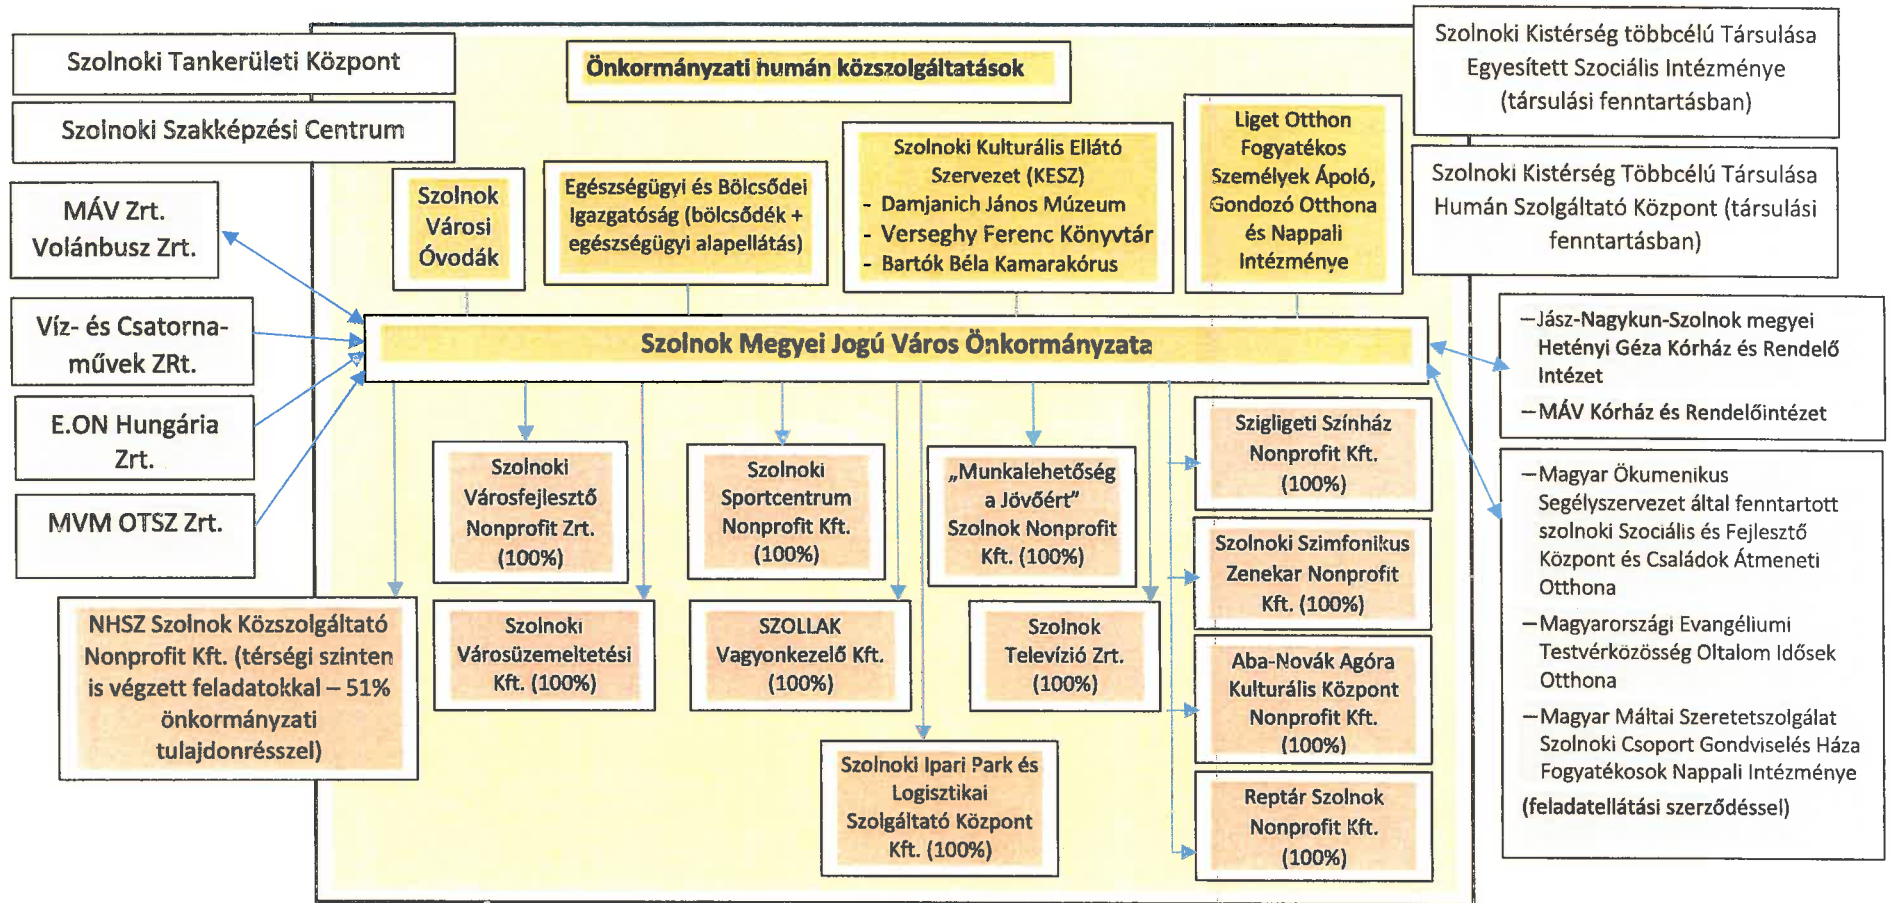 Szolnoki Tankerületi Központ
Szolnoki Szakképzési Centrum
Önkormányzati humán közszolgáltatások
Szolnoki Kistérség többcélú Társulása
Egyesített Szociális Intézménye
(társulási fenntartásban)
Szolnoki Kistérség Többcélú Társulása
Humán Szolgáltató Központ (társulási
fenntartásban)
MÁV Zrt.
Volánbusz Zrt.
Víz- és Csatorna-
művek ZRt.
E.ON Hungária
Zrt.
MVM OTSZ Zrt.
Szolnok
Városi
Óvodák
Egészségügyi és Bölcsődei
Igazgatóság (bölcsődék +
egészségügyi alapellátás)
Szolnoki Kulturális Ellátó
Szervezet (KESZ)
- Damjanich János Múzeum
- Verseghy Ferenc Könyvtár
- Bartók Béla Kamarakórus
Liget Otthon
Fogyatékos
Személyek Ápoló,
Gondozó Otthona
és Nappali
Intézménye
Szolnok Megyei Jogú Város Önkormányzata
—Jász-Nagykun-Szolnok megyei
Hetényi Géza Kórház és Rendelő
Intézet
—MÁV Kórház és Rendelőintézet
—Magyar Ökumenikus
Segélyszervezet által fenntartott
szolnoki Szociális és Fejlesztő
Központ és Családok Átmeneti
Otthona
—Magyarországi Evangéliumi
Testvérközösség Oltalom Idősek
Otthona
—Magyar Máltai Szeretetszolgálat
Szolnoki Csoport Gondviselés Háza
Fogyatékosok Nappali Intézménye
(feladatellátási szerződéssel)
NHSZ Szolnok Közszolgáltató
Nonprofit Kft. (térségi szinten
is végzett feladatokkal – 51%
önkormányzati
tulajdonrésszel)
Szolnoki
Városfejlesztő
Nonprofit Zrt.
(100%)
Szolnoki
Sportcentrum
Nonprofit Kft.
(100%)
„Munkalehetőség
a Jövőért"
Szolnok Nonprofit
Kft. (100%)
Szigligeti Színház
Nonprofit Kft.
(100%)
Szolnoki Szimfonikus
Zenekar Nonprofit
Kft. (100%)
Szolnoki
Városüzemeltetési
Kft. (100%)
SZOLLAK
Vagyonkezelő Kft.
(100%)
Szolnok
Televízió Zrt.
(100%)
Aba-Novák Agóra
Kulturális Központ
Nonprofit Kft.
(100%)
Szolnoki Ipari Park és
Logisztikai
Szolgáltató Központ
Kft. (100%)
Reptár Szolnok
Nonprofit Kft.
(100%)